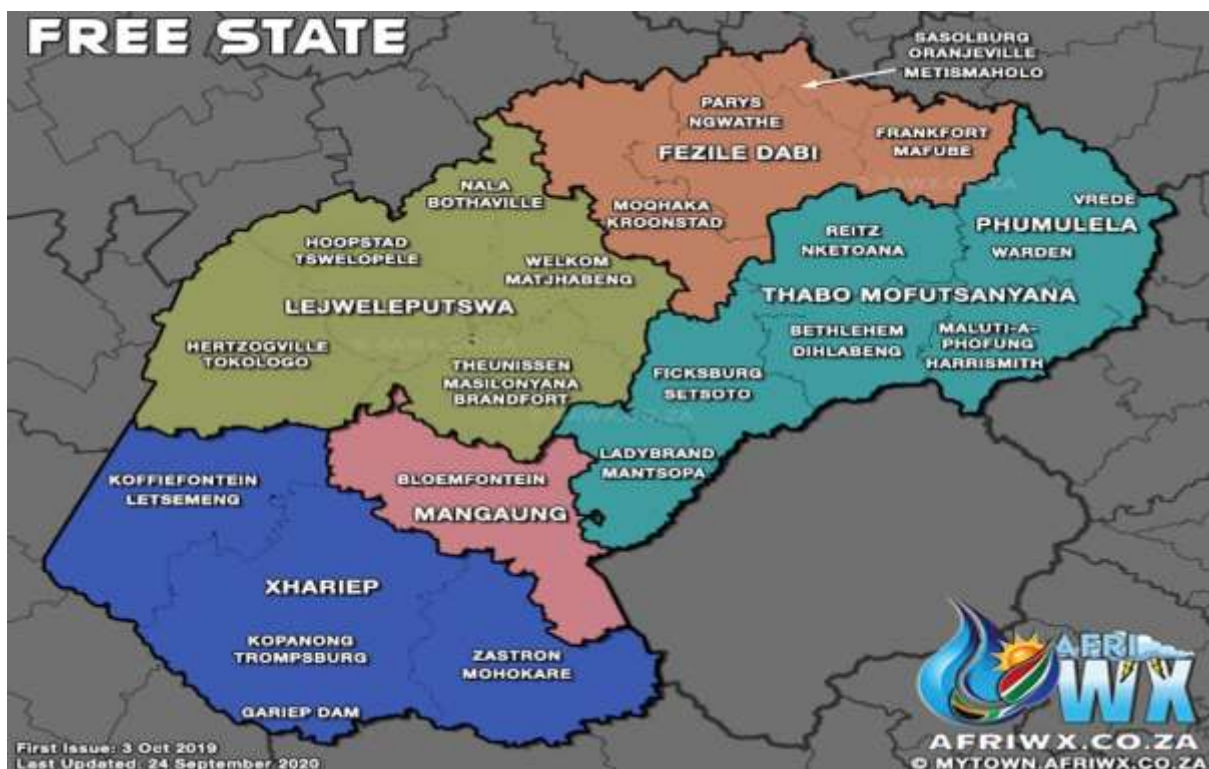 FREE STATE
SASOLBURG
ORANJEVILLE
METISMAHOLO
PARYS
NGWATHE
FRANKFORT
MAFUBE
FEZILE DABI
NALA
BOTHAVILLE
MOQHAKA
KROONSTAD
VREDE
PHUMULELA
WARDEN
REITZ
NKETOANA
HOOPSTAD
TSWELOPELE
WELKOM
MATJHABENG
LEJWELEPUTSWA
THABO MOFUTSANYANA
HERTZOGVILLE
TOKOLOGO
BETHLEHEM
DIHLABENG
MALUTI-A-
PHOFUNG
HARRISMITH
THEUNISSEN
MASILONYANA
BRANDFORT
FICKSBURG
SETSOTO
LADYBRAND
MANTSOPA
KOFFIEFONTEIN
LETSEMENG
BLOEMFONTEIN
MANGAUNG
XHARIEP
KOPANONG
TROMPSBURG
ZASTRON
MOHOKARE
GARIEP DAM
AFRI
WX
AFRIWX.CO.ZA
© MYTOWN.AFRIWX.CO.ZA
First Issue: 3 Oct 2019
Last Updated: 24 September 2020